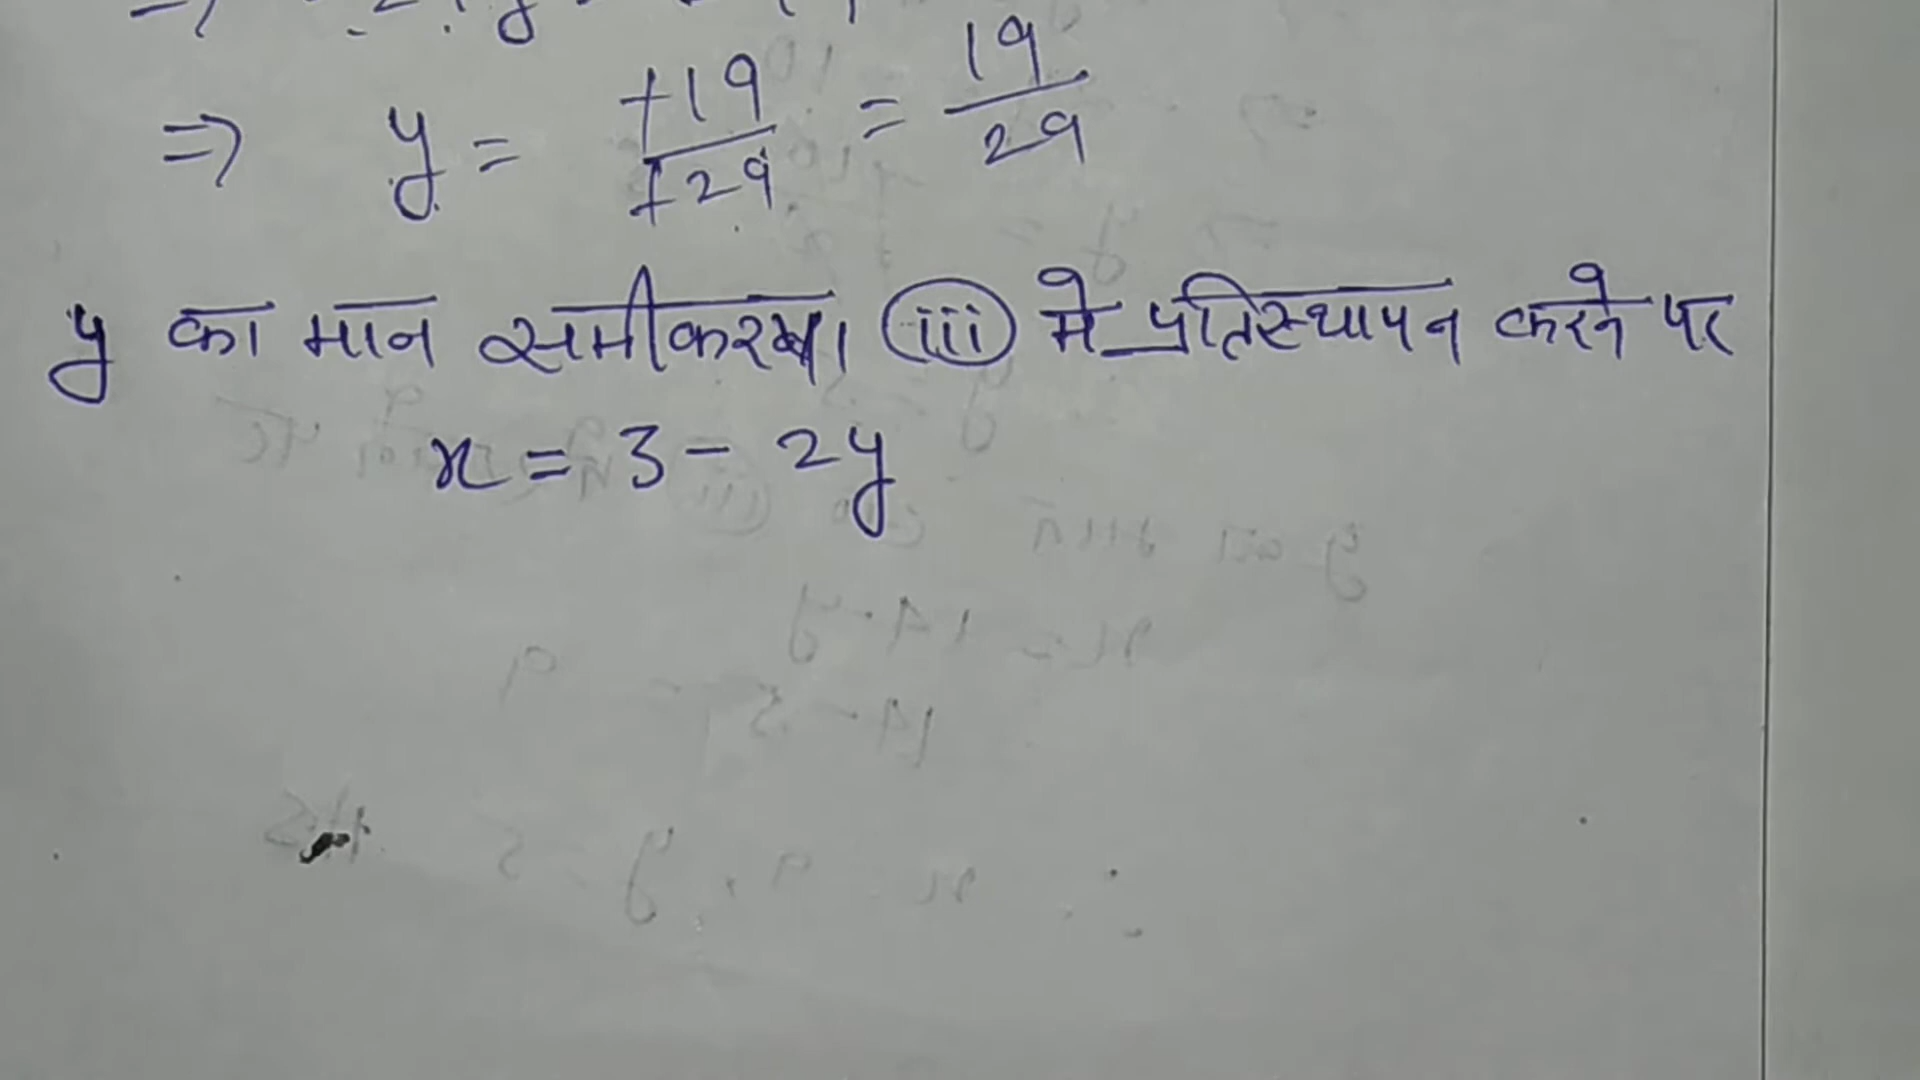 ⇒ y = +19/+29 = 19/29
y का मान समीकरण (iii) मे प्रतिस्थापन करने पर
x = 3 - 2y